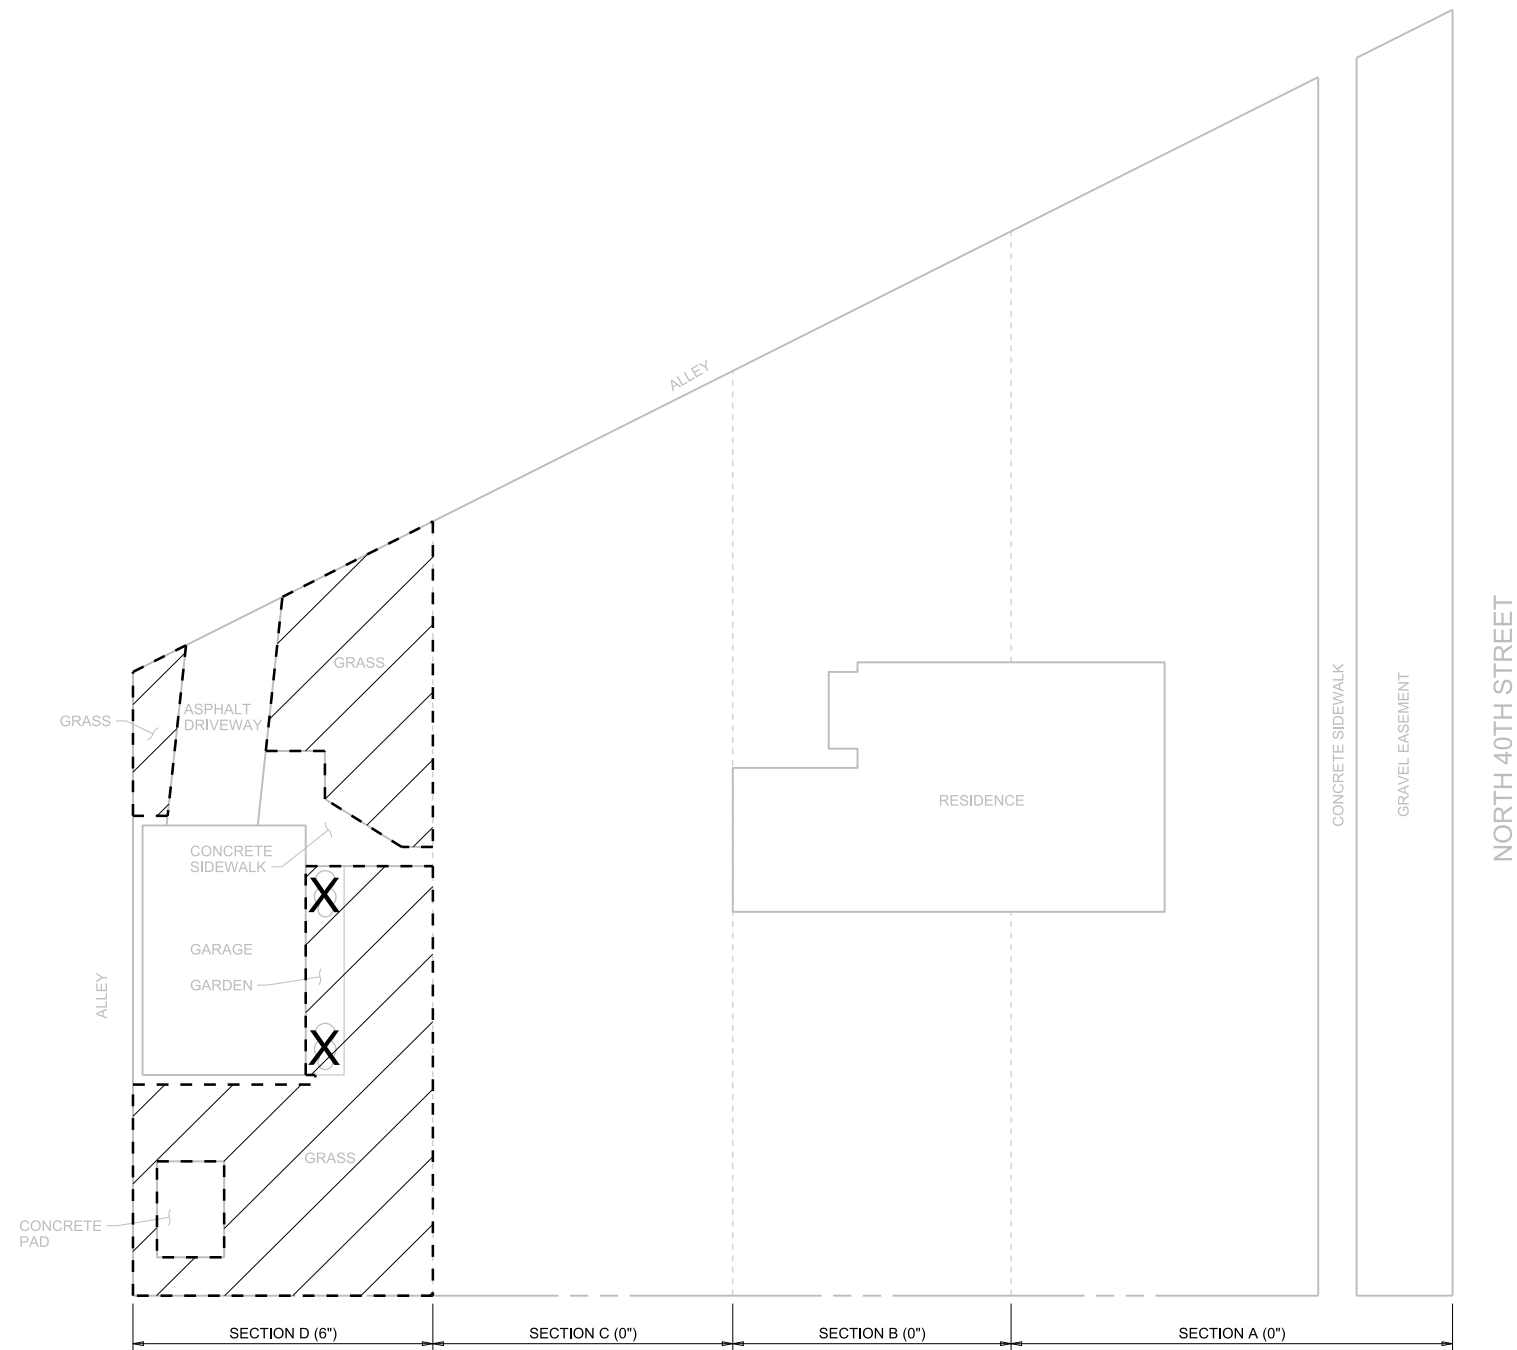 ALLEY
GRASS
GRASS
ASPHALT
DRIVEWAY
CONCRETE
SIDEWALK
GARAGE
GARDEN
X
X
ALLEY
GRASS
CONCRETE
PAD
RESIDENCE
CONCRETE SIDEWALK
GRAVEL EASEMENT
NORTH 40TH STREET
SECTION D (6")
SECTION C (0")
SECTION B (0")
SECTION A (0")